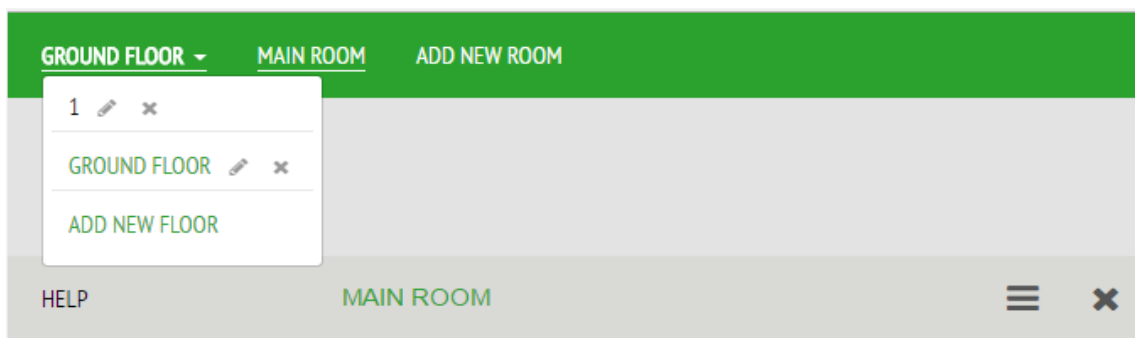 GROUND FLOOR MAIN ROOM ADD NEW ROOM
1
GROUND FLOOR
ADD NEW FLOOR
HELP MAIN ROOM